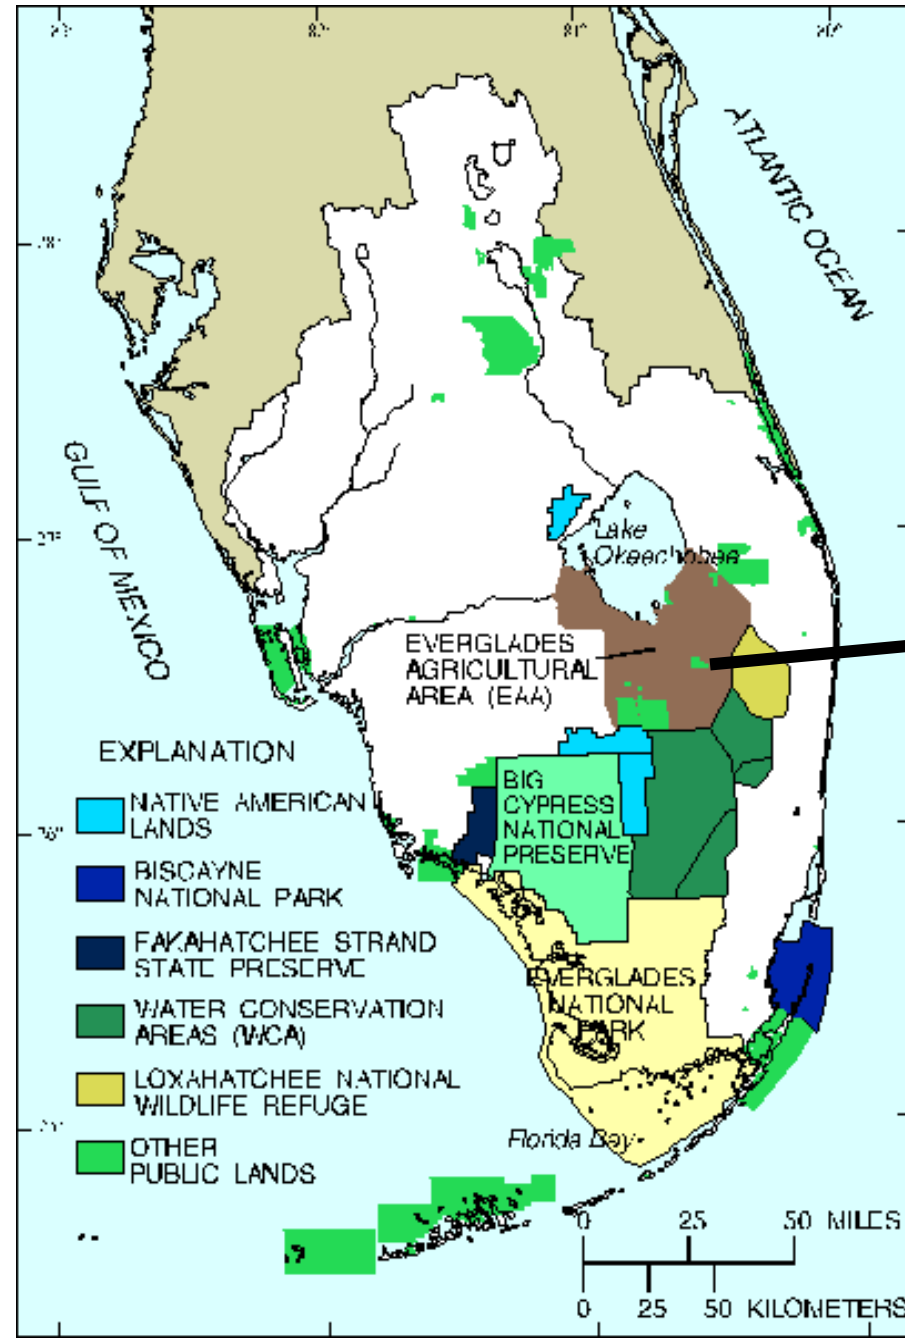 ATLANTIC OCEAN
GULF OF MEXICO
Lake
Okeechobee
EVERGLADES
AGRICULTURAL
AREA (EAA)
EXPLANATION
NATIVE AMERICAN
LANDS
BISCAYNE
NATIONAL PARK
FAKAHATCHEE STRAND
STATE PRESERVE
WATER CONSERVATION
AREAS (WCA)
LOXAHATCHEE NATIONAL
WILDLIFE REFUGE
OTHER
PUBLIC LANDS
BIG
CYPRESS
NATIONAL
PRESERVE
EVERGLADES
NATIONAL
PARK
Florida Bay
0 25 50 MILES
0 25 50 KILOMETERS